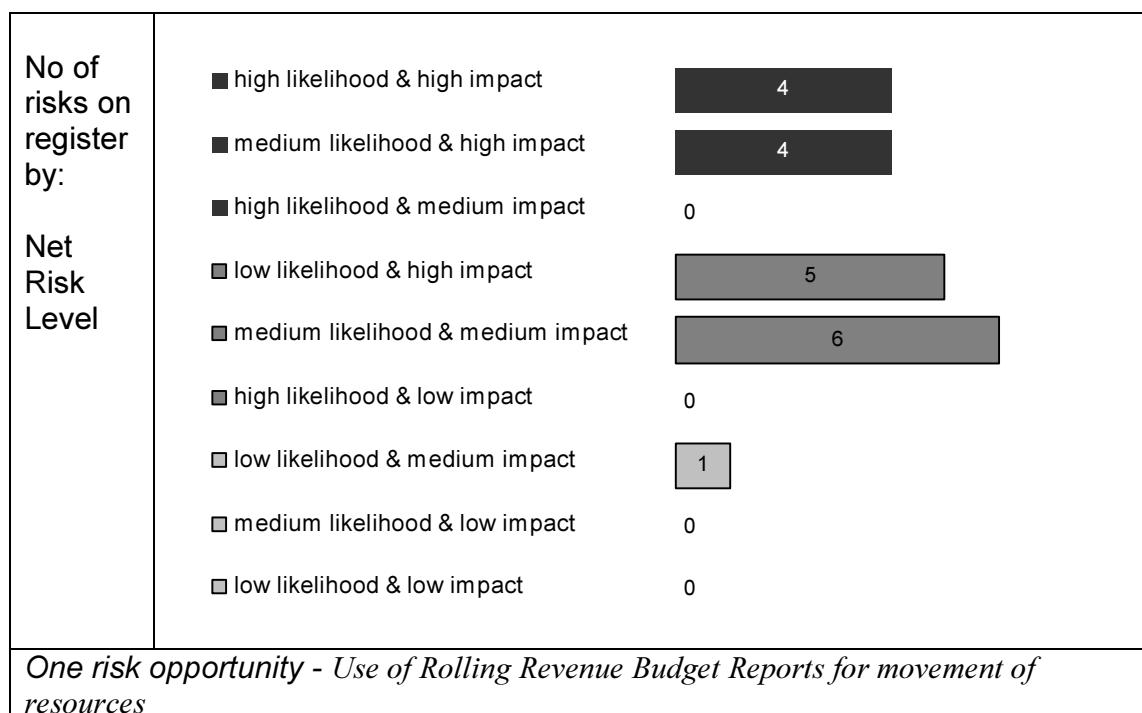 No of
risks on
register
by:
Net
Risk
Level
high likelihood & high impact 4
medium likelihood & high impact 4
high likelihood & medium impact 0
low likelihood & high impact 5
medium likelihood & medium impact 6
high likelihood & low impact 0
low likelihood & medium impact 1
medium likelihood & low impact 0
low likelihood & low impact 0
One risk opportunity - Use of Rolling Revenue Budget Reports for movement of
resources